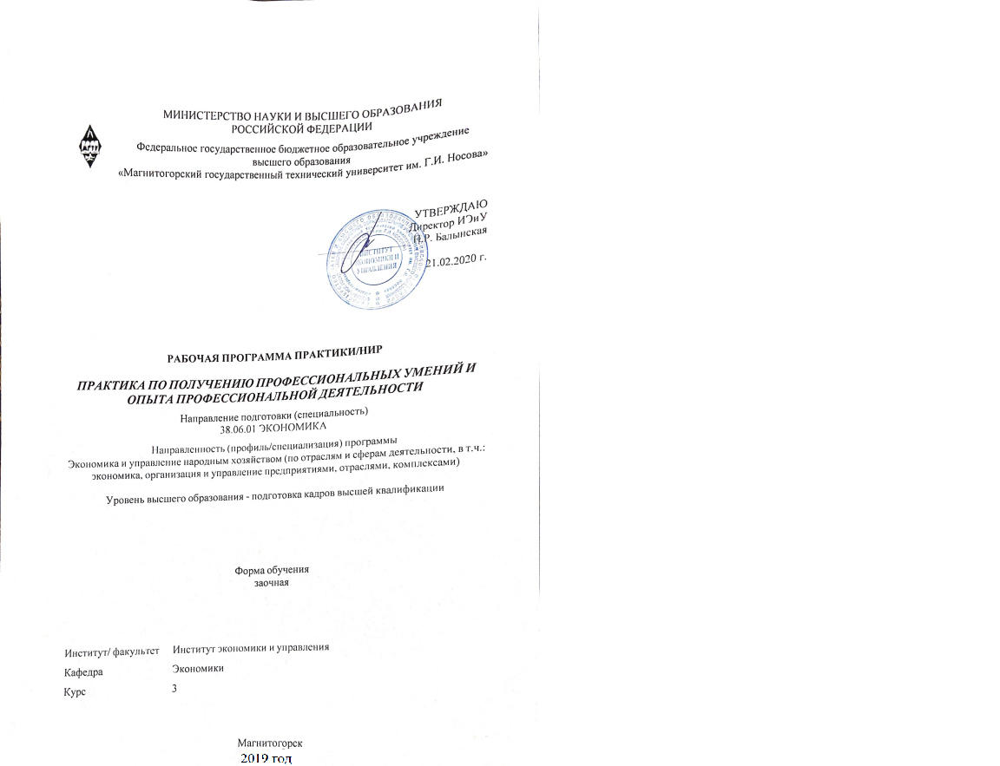 МИНИСТЕРСТВО НАУКИ И ВЫСШЕГО ОБРАЗОВАНИЯ
РОССИЙСКОЙ ФЕДЕРАЦИИ
Федеральное государственное бюджетное образовательное учреждение
высшего образования
«Магнитогорский государственный технический университет им. Г.И. Носова»
УТВЕРЖДАЮ
Директор ИЭиУ
Н.Р. Балынская
21.02.2020 г.
ИНСТИТУТ
ЭКОНОМИКИ И
УПРАВЛЕНИЯ
РАБОЧАЯ ПРОГРАММА ПРАКТИКИ/НИР
ПРАКТИКА ПО ПОЛУЧЕНИЮ ПРОФЕССИОНАЛЬНЫХ УМЕНИЙ И
ОПЫТА ПРОФЕССИОНАЛЬНОЙ ДЕЯТЕЛЬНОСТИ
Направление подготовки (специальность)
38.06.01 ЭКОНОМИКА
Направленность (профиль/специализация) программы
Экономика и управление народным хозяйством (по отраслям и сферам деятельности, в т.ч.:
экономика, организация и управление предприятиями, отраслями, комплексами)
Уровень высшего образования - подготовка кадров высшей квалификации
Форма обучения
заочная
Институт/ факультет Институт экономики и управления
Кафедра Экономики
Курс 3
Магнитогорск
2019 год